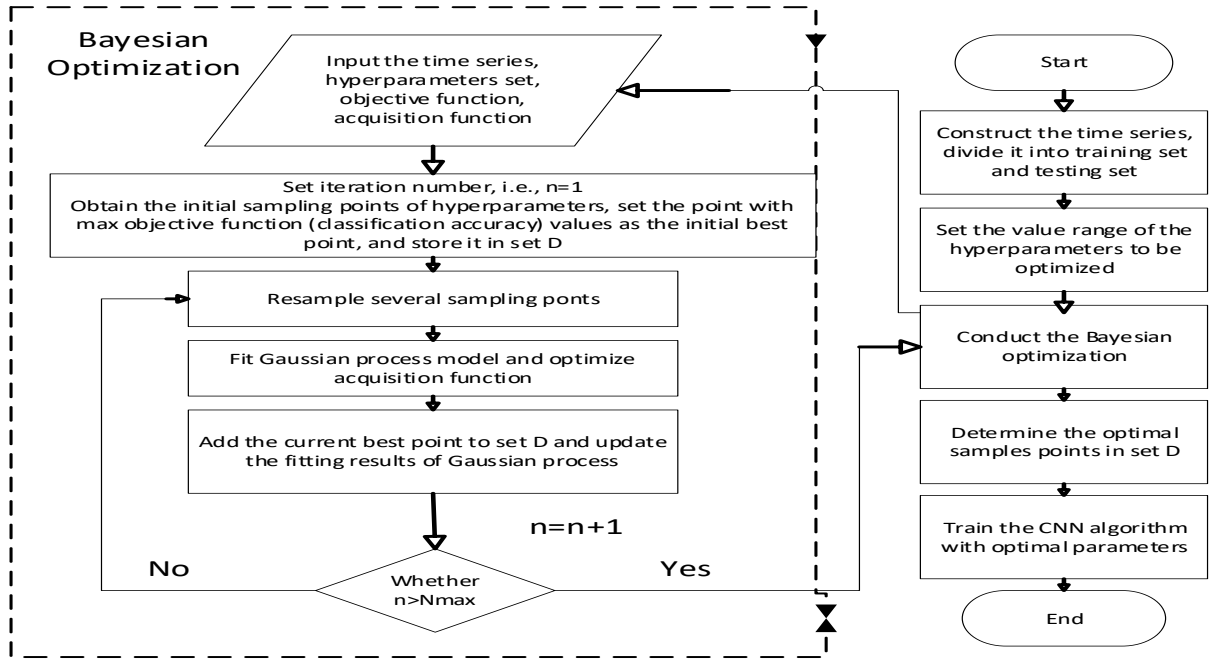 Bayesian
Optimization
Input the time series,
hyperparameters set,
objective function,
acquisition function
Set iteration number, i.e., n=1
Obtain the initial sampling points of hyperparameters, set the point with
max objective function (classification accuracy) values as the initial best
point, and store it in set D
Resample several sampling ponts
Fit Gaussian process model and optimize
acquisition function
Add the current best point to set D and update
the fitting results of Gaussian process
n=n+1
No
Whether
n>Nmax
Yes
Start
Construct the time series,
divide it into training set
and testing set
Set the value range of the
hyperparameters to be
optimized
Conduct the Bayesian
optimization
Determine the optimal
samples points in set D
Train the CNN algorithm
with optimal parameters
End